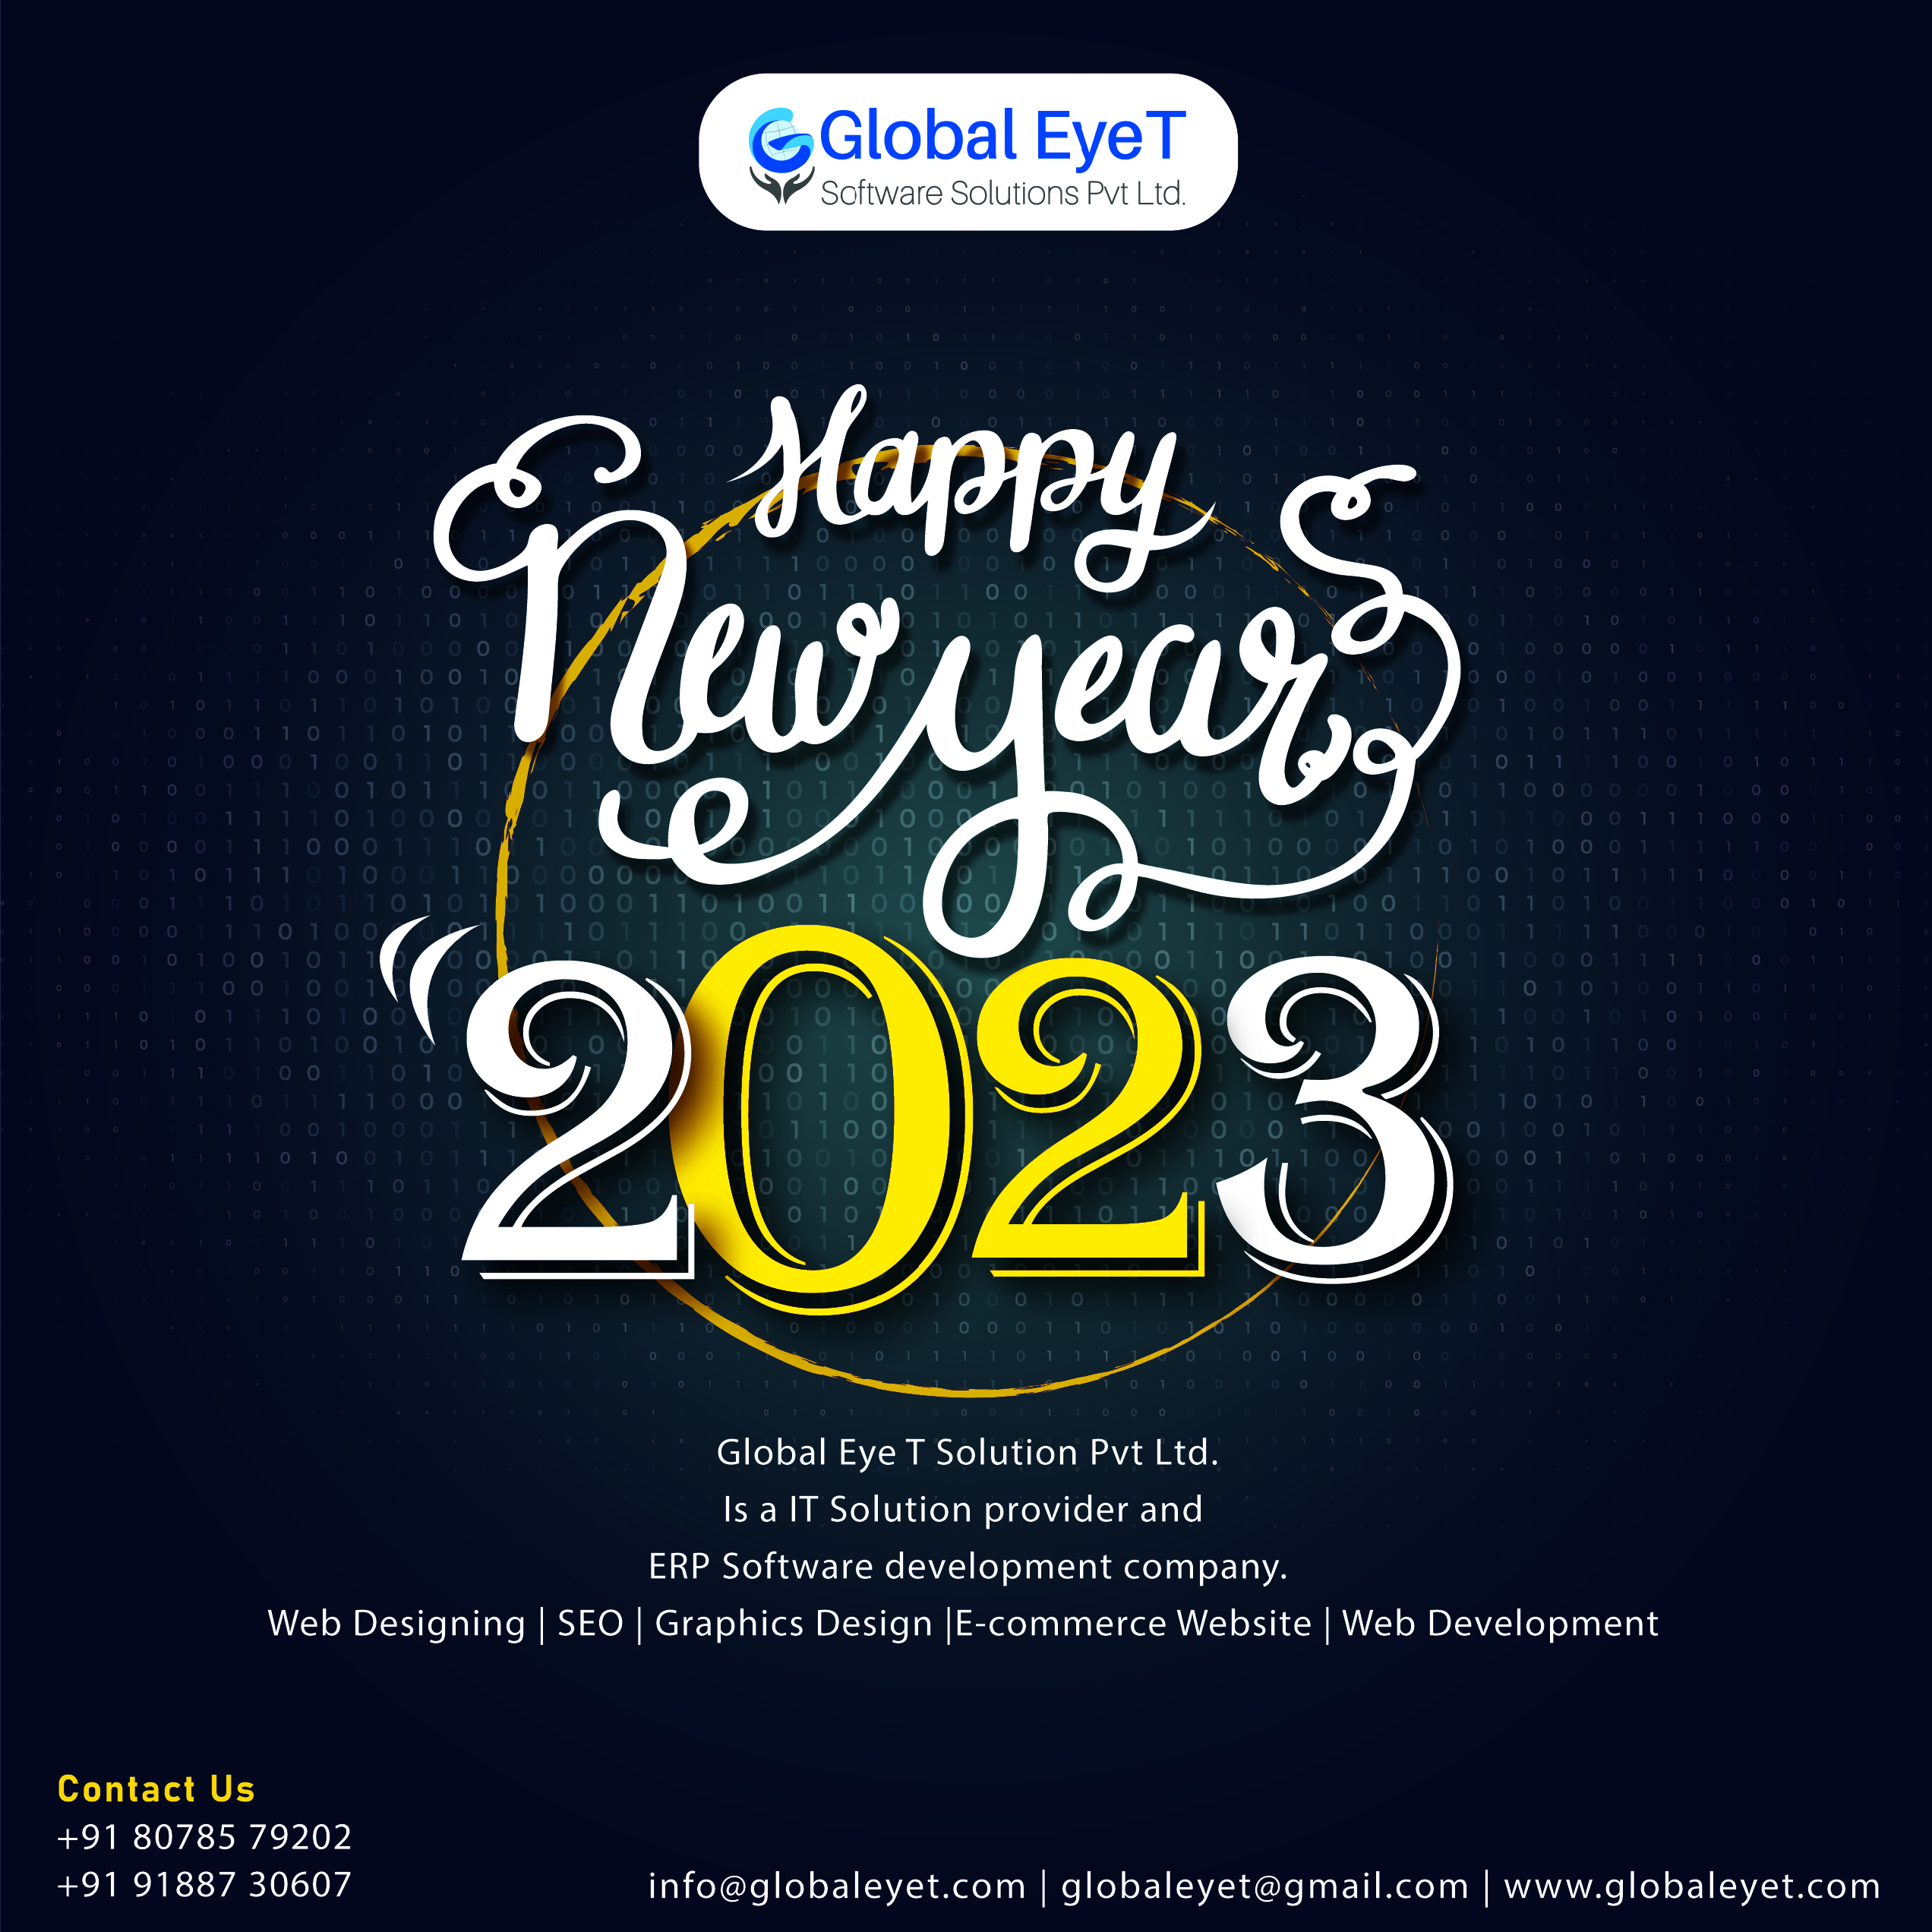 Global EyeT
Software Solutions Pvt Ltd.
Happy
New year
2023
Global Eye T Solution Pvt Ltd.
Is a IT Solution provider and
ERP Software development company.
Web Designing | SEO | Graphics Design |E-commerce Website | Web Development
Contact Us
+91 80785 79202
+91 91887 30607
info@globaleyet.com | globaleyet@gmail.com | www.globaleyet.com